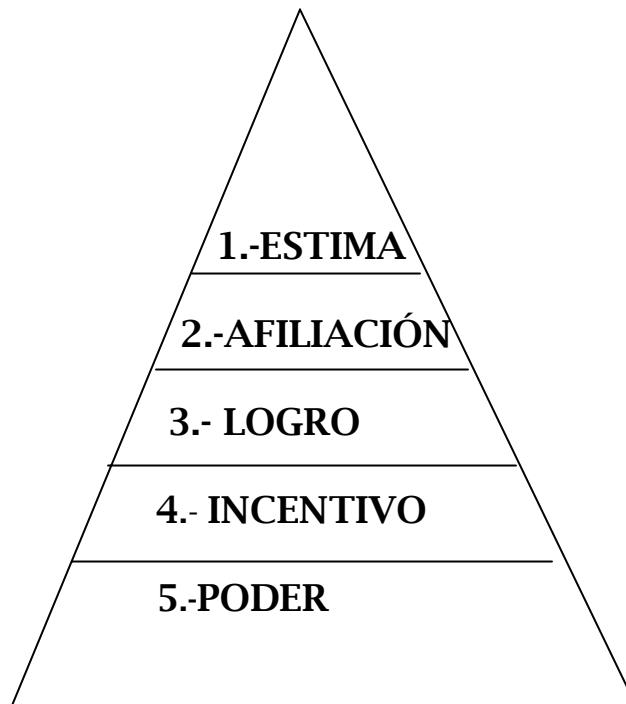 1.-ESTIMA
2.-AFILIACIÓN
3.- LOGRO
4.- INCENTIVO
5.-PODER